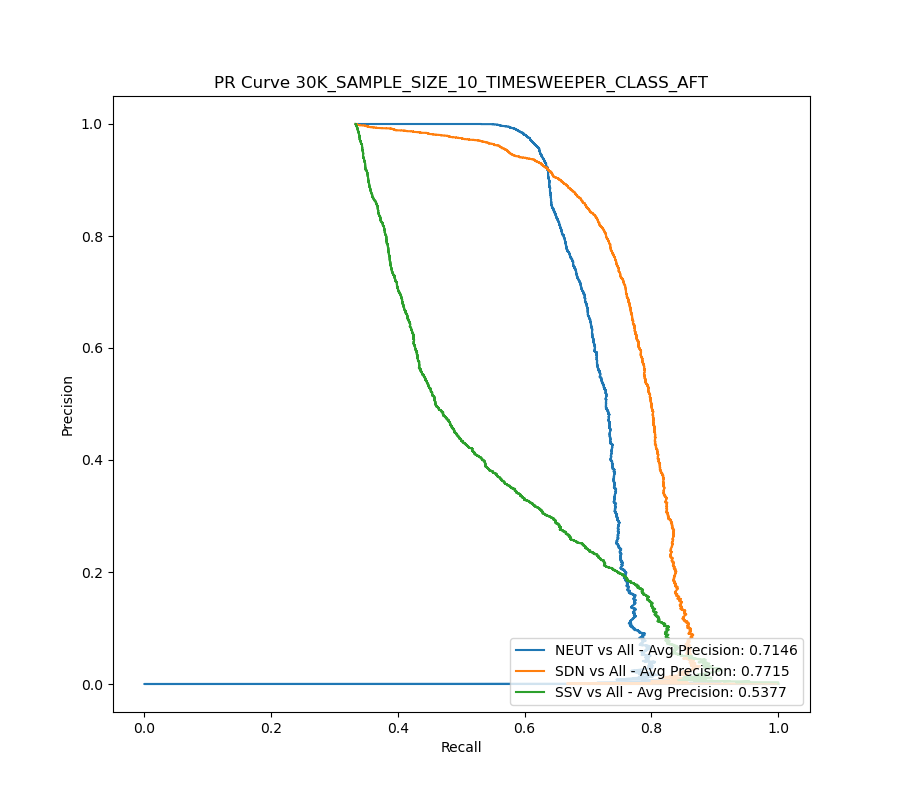 PR Curve 30K_SAMPLE_SIZE_10_TIMESWEEPER_CLASS_AFT
1.0
0.8
0.6
0.4
0.2
0.0
Precision
NEUT vs All - Avg Precision: 0.7146
SDN vs All - Avg Precision: 0.7715
SSV vs All - Avg Precision: 0.5377
0.0 0.2 0.4 0.6 0.8 1.0
Recall